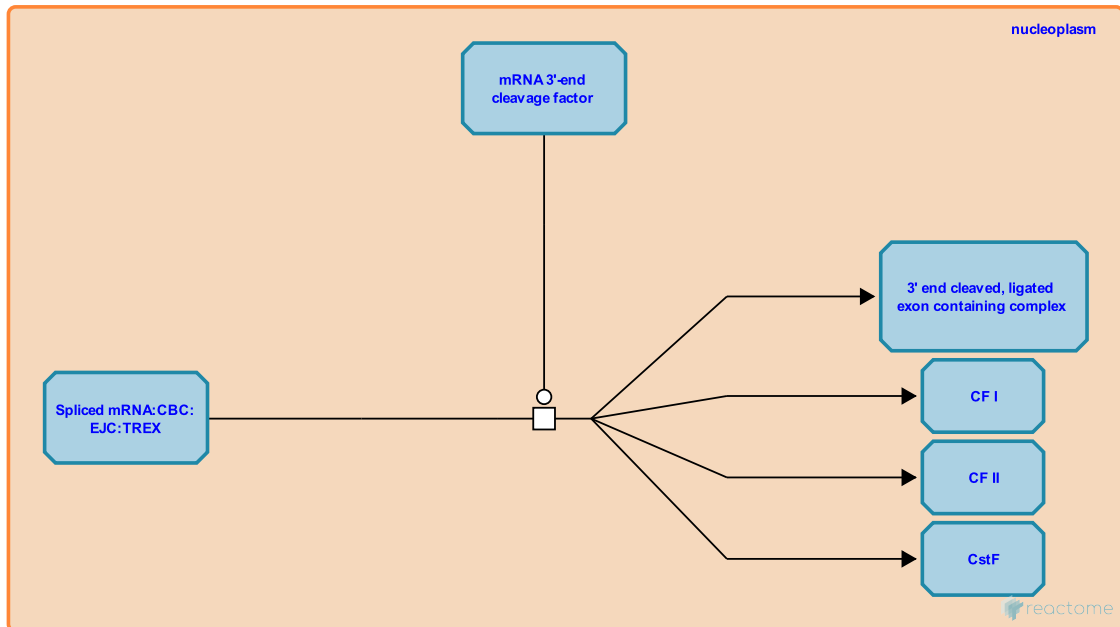 nucleoplasm
mRNA 3'-end
cleavage factor
3' end cleaved, ligated
exon containing complex
Spliced mRNA:CBC:
EJC:TREX
CF I
CF II
CstF
reactome